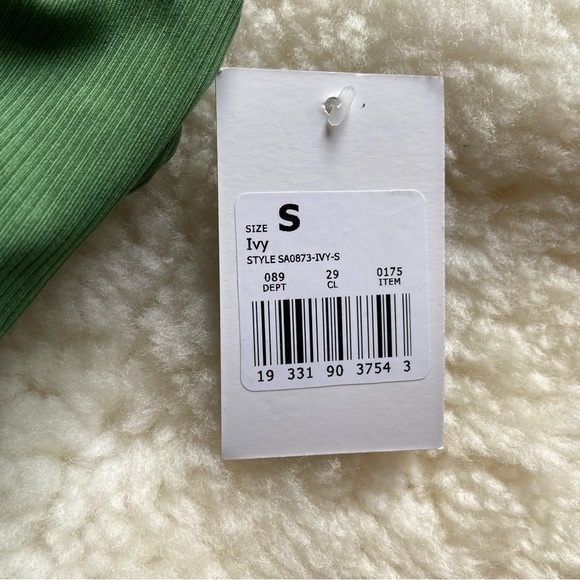 SIZE S
Ivy
STYLE SA0873-IVY-S
089 29 0175
DEPT CL ITEM
19 331 90 3754 3